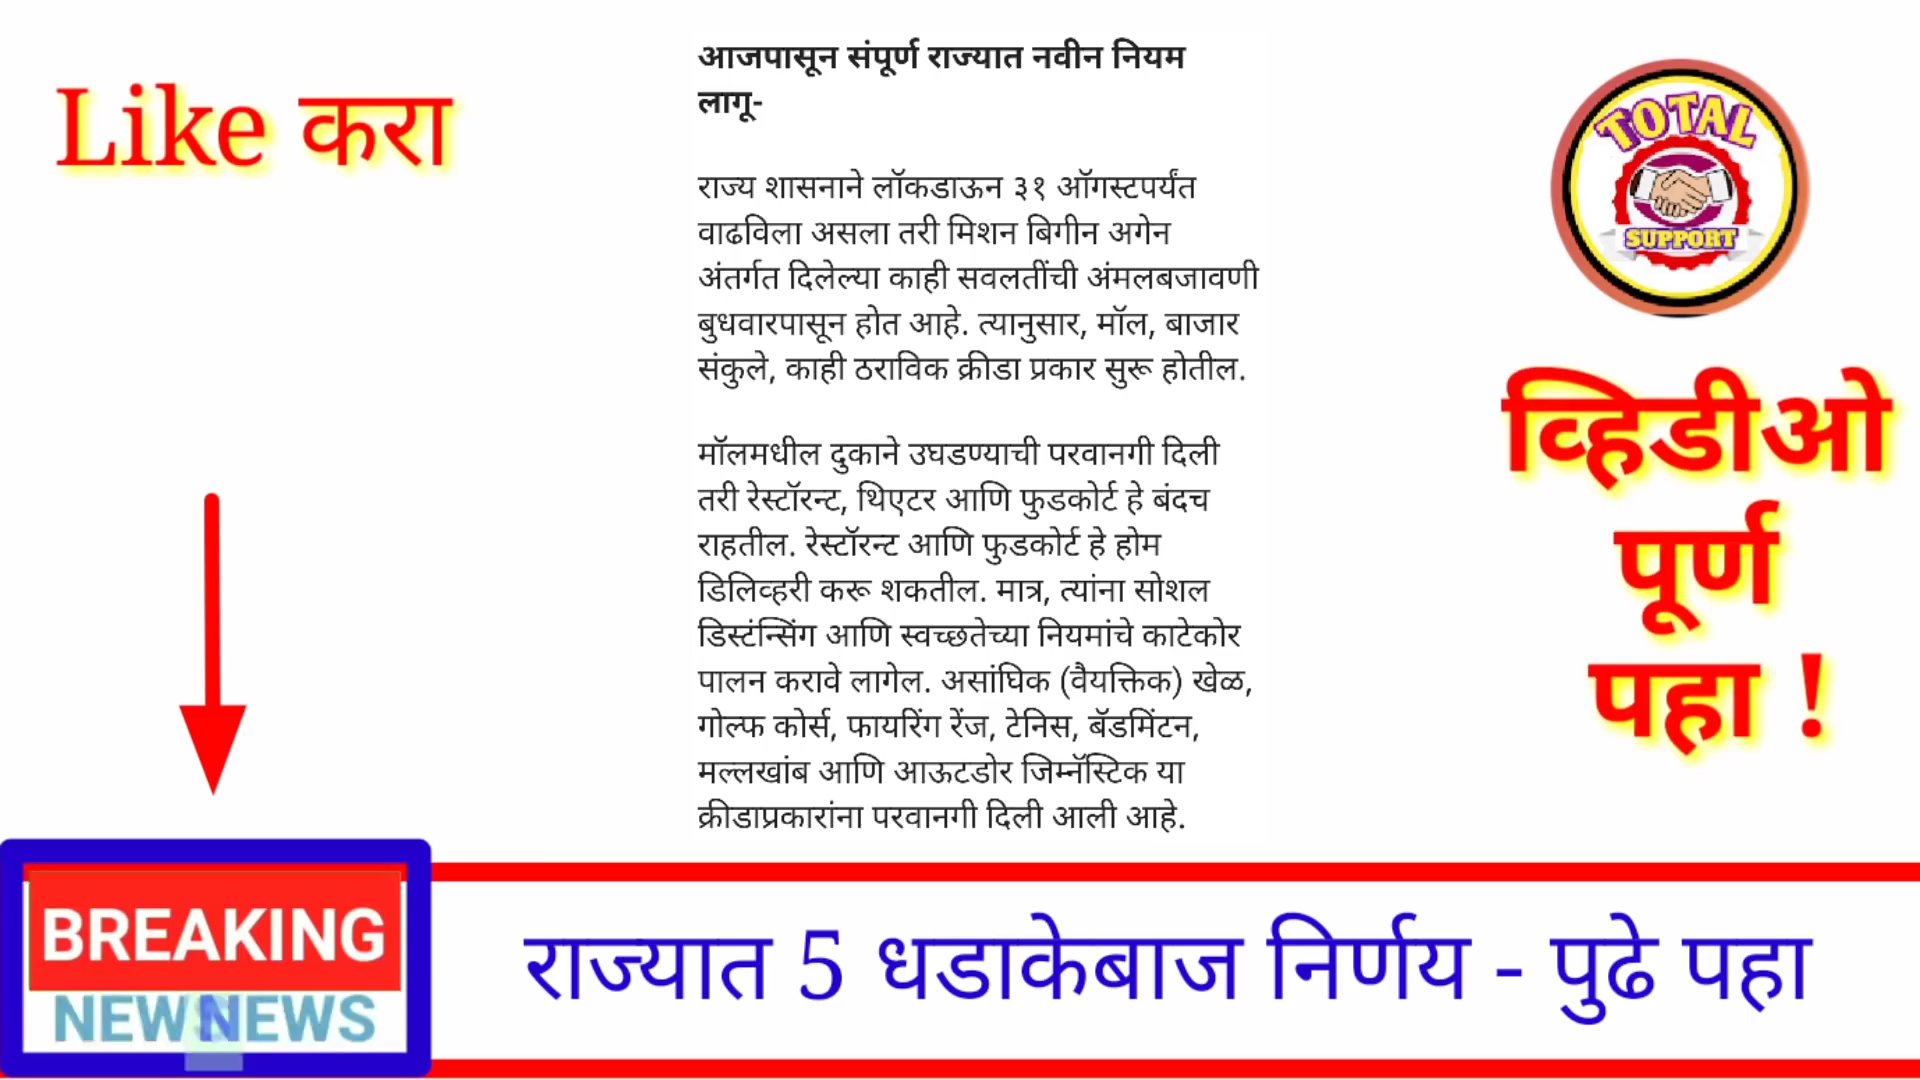 आजपासून संपूर्ण राज्यात नवीन नियम
लागू-
Like करा
राज्य शासनाने लॉकडाऊन ३१ ऑगस्टपर्यंत
वाढविला असला तरी मिशन बिगीन अगेन
अंतर्गत दिलेल्या काही सवलतींची अंमलबजावणी
बुधवारपासून होत आहे. त्यानुसार, मॉल, बाजार
संकुले, काही ठराविक क्रीडा प्रकार सुरू होतील.
मॉलमधील दुकाने उघडण्याची परवानगी दिली
तरी रेस्टॉरन्ट, थिएटर आणि फुडकोर्ट हे बंदच
राहतील. रेस्टॉरन्ट आणि फुडकोर्ट हे होम
डिलिव्हरी करू शकतील. मात्र, त्यांना सोशल
डिस्टंन्सिंग आणि स्वच्छतेच्या नियमांचे काटेकोर
पालन करावे लागेल. असांघिक (वैयक्तिक) खेळ,
गोल्फ कोर्स, फायरिंग रेंज, टेनिस, बॅडमिंटन,
मल्लखांब आणि आऊटडोर जिम्नॅस्टिक या
क्रीडाप्रकारांना परवानगी दिली आली आहे.
TOTAL
SUPPORT
व्हिडीओ
पूर्ण
पहा !
BREAKING
NEW NEWS
राज्यात 5 धडाकेबाज निर्णय - पुढे पहा